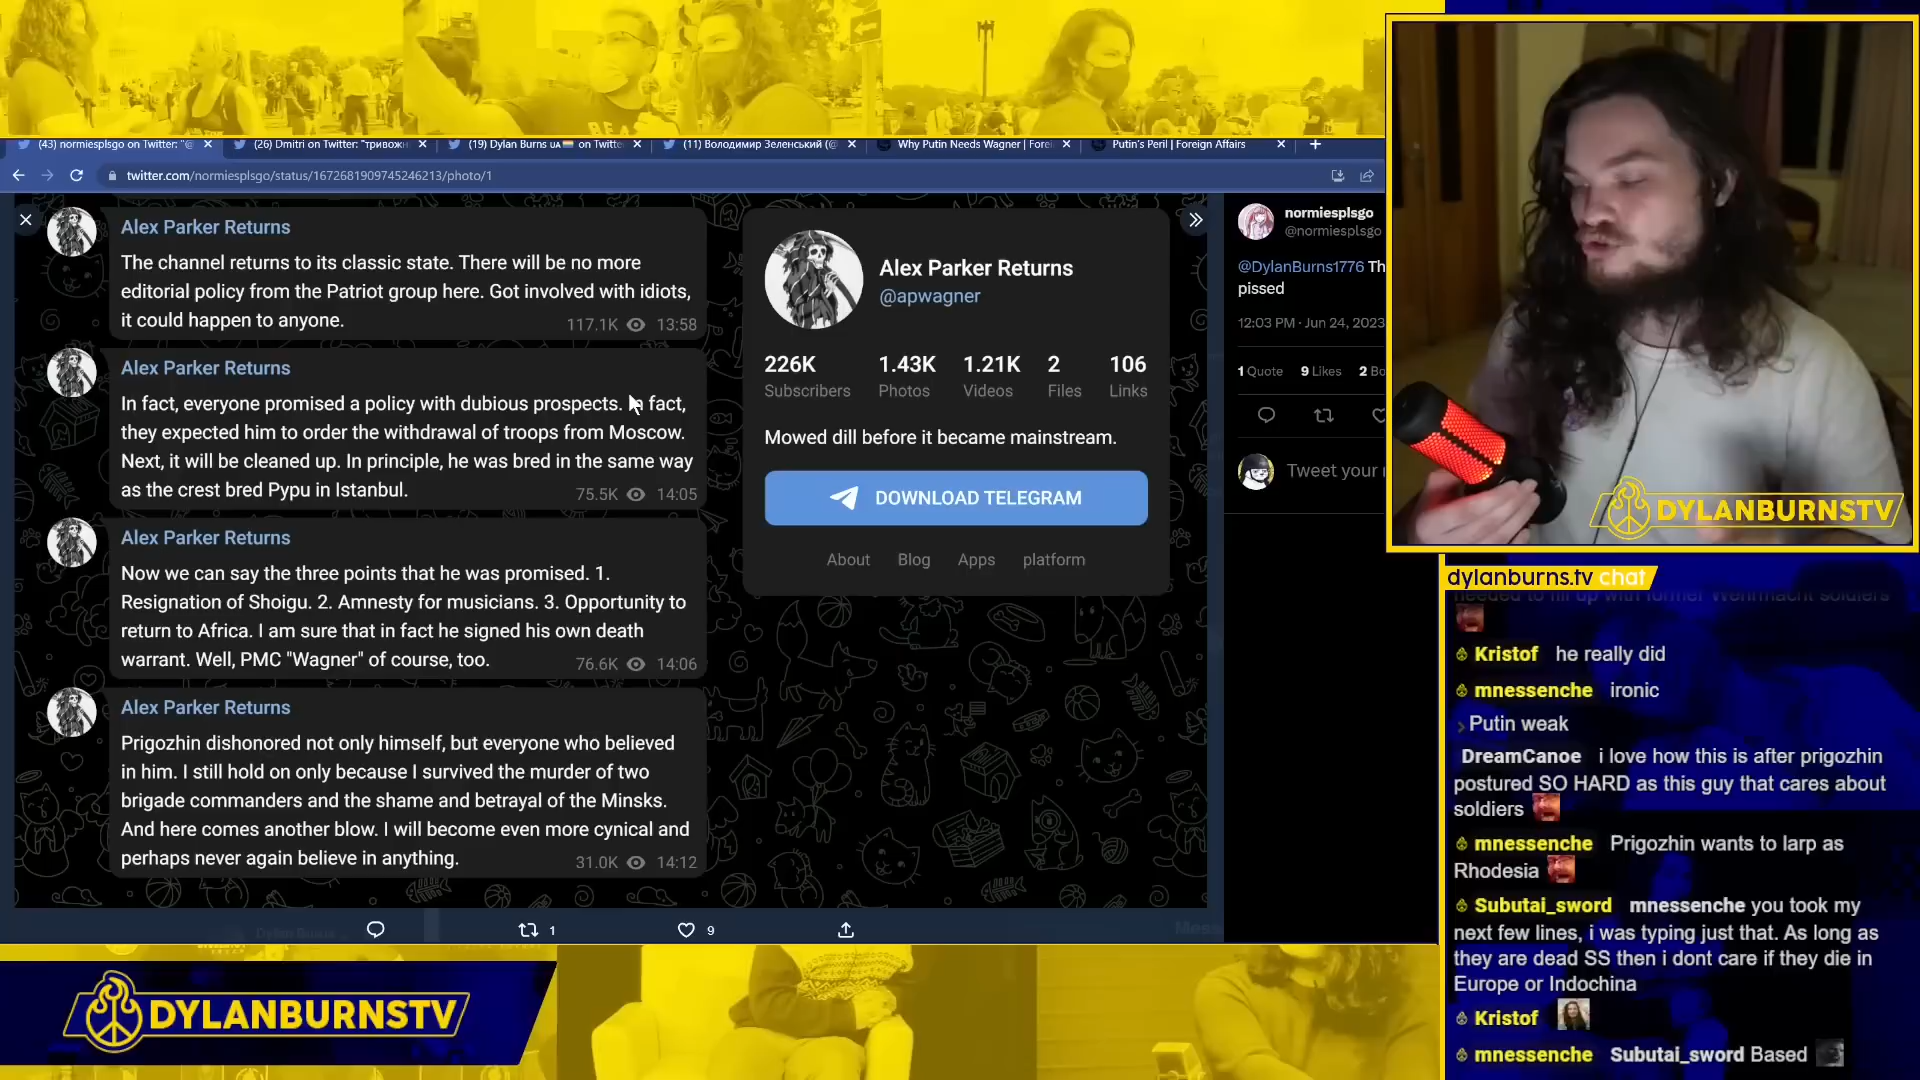 (43) normiesplsgo on Twitter: "@
(26) Dmitri on Twitter: "тривожн
(19) Dylan Burns UA on Twitte
(11) Володимир Зеленський (@
Why Putin Needs Wagner | Forei
Putin's Peril | Foreign Affairs
twitter.com/normiesplsgo/status/1672681909745246213/photo/1
Alex Parker Returns
The channel returns to its classic state. There will be no more
editorial policy from the Patriot group here. Got involved with idiots,
it could happen to anyone.
117.1K 13:58
Alex Parker Returns
In fact, everyone promised a policy with dubious prospects. In fact,
they expected him to order the withdrawal of troops from Moscow.
Next, it will be cleaned up. In principle, he was bred in the same way
as the crest bred Pypu in Istanbul.
75.5K 14:05
Alex Parker Returns
Now we can say the three points that he was promised. 1.
Resignation of Shoigu. 2. Amnesty for musicians. 3. Opportunity to
return to Africa. I am sure that in fact he signed his own death
warrant. Well, PMC "Wagner" of course, too.
76.6K 14:06
Alex Parker Returns
Prigozhin dishonored not only himself, but everyone who believed
in him. I still hold on only because I survived the murder of two
brigade commanders and the shame and betrayal of the Minsks.
And here comes another blow. I will become even more cynical and
perhaps never again believe in anything.
31.0K 14:12
Alex Parker Returns
@apwagner
226K 1.43K 1.21K 2 106
Subscribers Photos Videos Files Links
Mowed dill before it became mainstream.
DOWNLOAD TELEGRAM
About Blog Apps platform
1 9
normiesplsgo
@normiesplsgo
@DylanBurns1776 Th
pissed
12:03 PM · Jun 24, 2023
1 Quote 9 Likes 2 Bo
Tweet your r
DYLANBURNSTV
dylanburns.tv chat
needed to fill up with former Wehrmacht soldiers
Kristof he really did
mnessenche ironic
Putin weak
DreamCanoe i love how this is after prigozhin
postured SO HARD as this guy that cares about
soldiers
mnessenche Prigozhin wants to larp as
Rhodesia
Subutai_sword mnessenche you took my
next few lines, i was typing just that. As long as
they are dead SS then i dont care if they die in
Europe or Indochina
Kristof
mnessenche Subutai_sword Based
DYLANBURNSTV